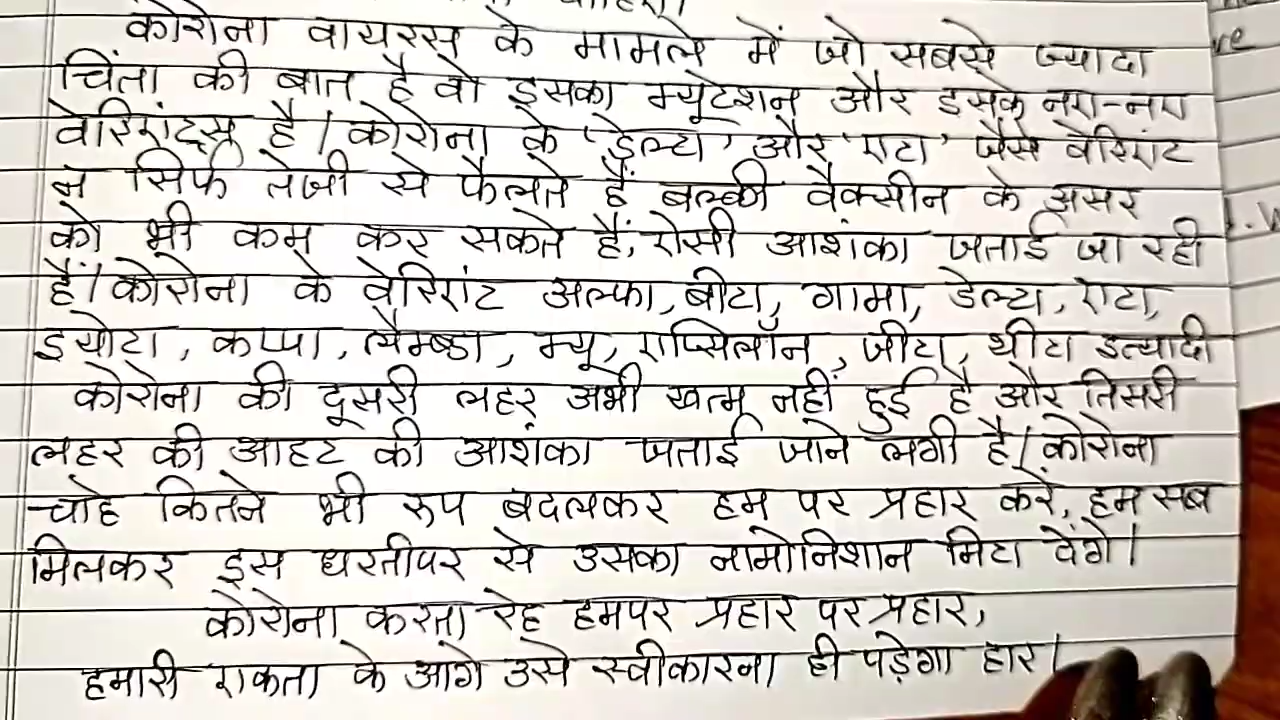 कोरोना वायरस के मामले में जो सबसे ज्यादा
चिंता की बात है वो इसका म्यूटेशन और इसके नए-नए
वेरिएंट्स है। कोरोना के 'डेल्टा' और 'एटा' जैसे वेरिएंट
न सिर्फ तेजी से फैलते हैं बल्की वैक्सीन के असर
को भी कम कर सकते हैं, ऐसी आशंका जताई जा रही
हैं। कोरोना के वेरिएंट अल्फा, बीटा, गामा, डेल्टा, एटा,
इयोटा, कप्पा, लैम्ब्डा, म्यू, एप्सिलॉन, जीटा, थीटा इत्यादी
कोरोना की दूसरी लहर अभी खत्म नहीं हुई है और तिसरी
लहर की आहट की आशंका जताई जाने लगी है। कोरोना
चाहे कितने भी रुप बदलकर हम पर प्रहार करे, हम सब
मिलकर इस धरतीपर से उसका नामोनिशान मिटा देंगे।
कोरोना करता रहे हमपर प्रहार पर प्रहार,
हमारी एकता के आगे उसे स्वीकारना ही पड़ेगा हार।